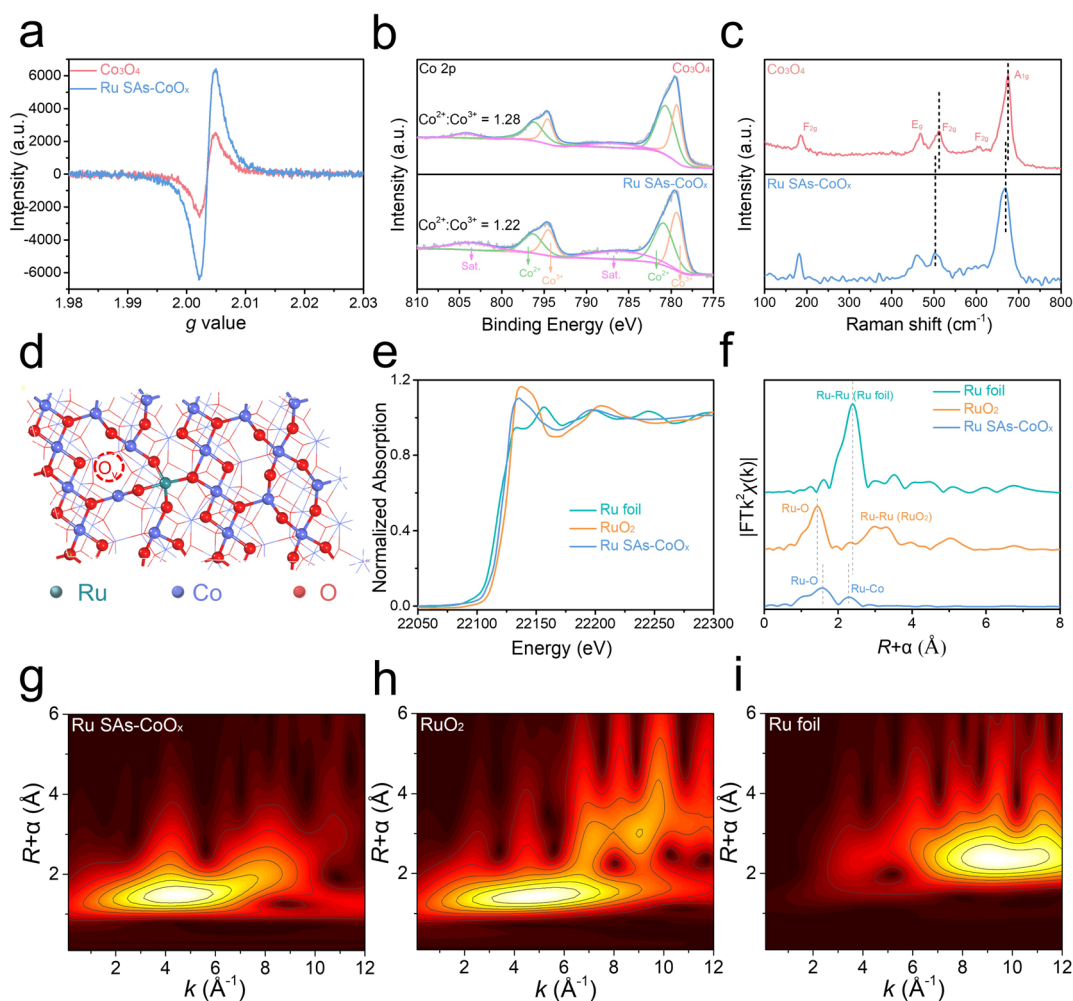 a
Co₃O₄
Ru SAs-CoOₓ
6000
4000
2000
0
-2000
-4000
-6000
Intensity (a.u.)
1.98
1.99
2.00
2.01
2.02
2.03
g value
b
Co 2p
Co₃O₄
Co²⁺:Co³⁺ = 1.28
Ru SAs-CoOₓ
Co²⁺:Co³⁺ = 1.22
Sat.
Co²⁺
Co³⁺
Sat.
Co²⁺
Intensity (a.u.)
810
805
800
795
790
785
780
775
Binding Energy (eV)
c
Co₃O₄
F2g
Eg
F2g
F2g
A1g
Ru SAs-CoOₓ
Intensity (a.u.)
100
200
300
400
500
600
700
800
Raman shift (cm⁻¹)
d
Oᵥ
Ru
Co
O
e
1.2
0.8
0.4
0.0
Normalized Absorption
Ru foil
RuO₂
Ru SAs-CoOₓ
22050
22100
22150
22200
22250
22300
Energy (eV)
f
Ru-Ru (Ru foil)
Ru foil
RuO₂
Ru SAs-CoOₓ
Ru-O
Ru-Ru (RuO₂)
Ru-O
Ru-Co
|FTk²χ(k)|
0
2
4
6
8
R+α (Å)
g
Ru SAs-CoOₓ
6
4
2
R+α (Å)
2
4
6
8
10
12
k (Å⁻¹)
h
RuO₂
6
4
2
R+α (Å)
2
4
6
8
10
12
k (Å⁻¹)
i
Ru foil
6
4
2
R+α (Å)
2
4
6
8
10
12
k (Å⁻¹)